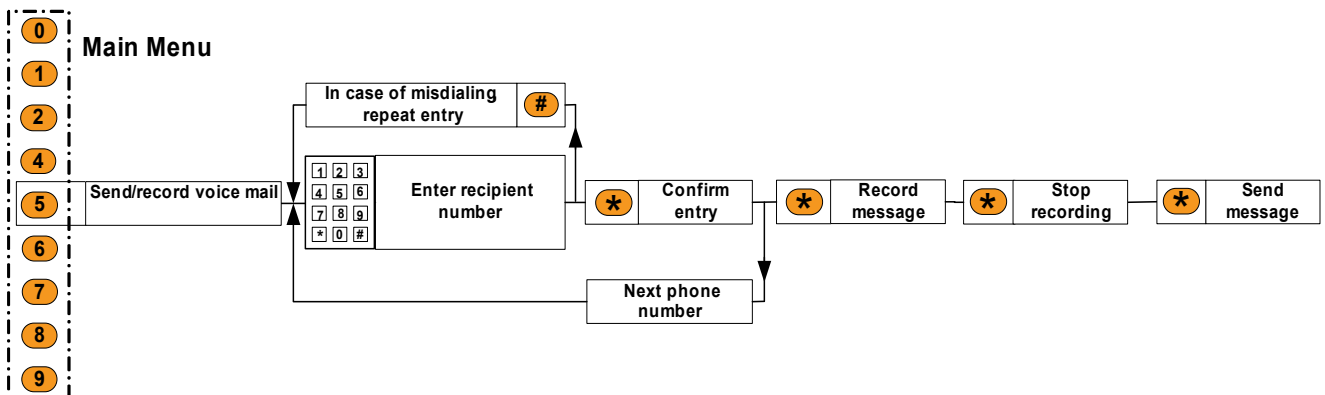 0
Main Menu
1
2
4
5
Send/record voice mail
6
7
8
9
In case of misdialing
repeat entry
#
1 2 3
4 5 6
7 8 9
* 0 #
Enter recipient
number
*
Confirm
entry
*
Record
message
*
Stop
recording
*
Send
message
Next phone
number